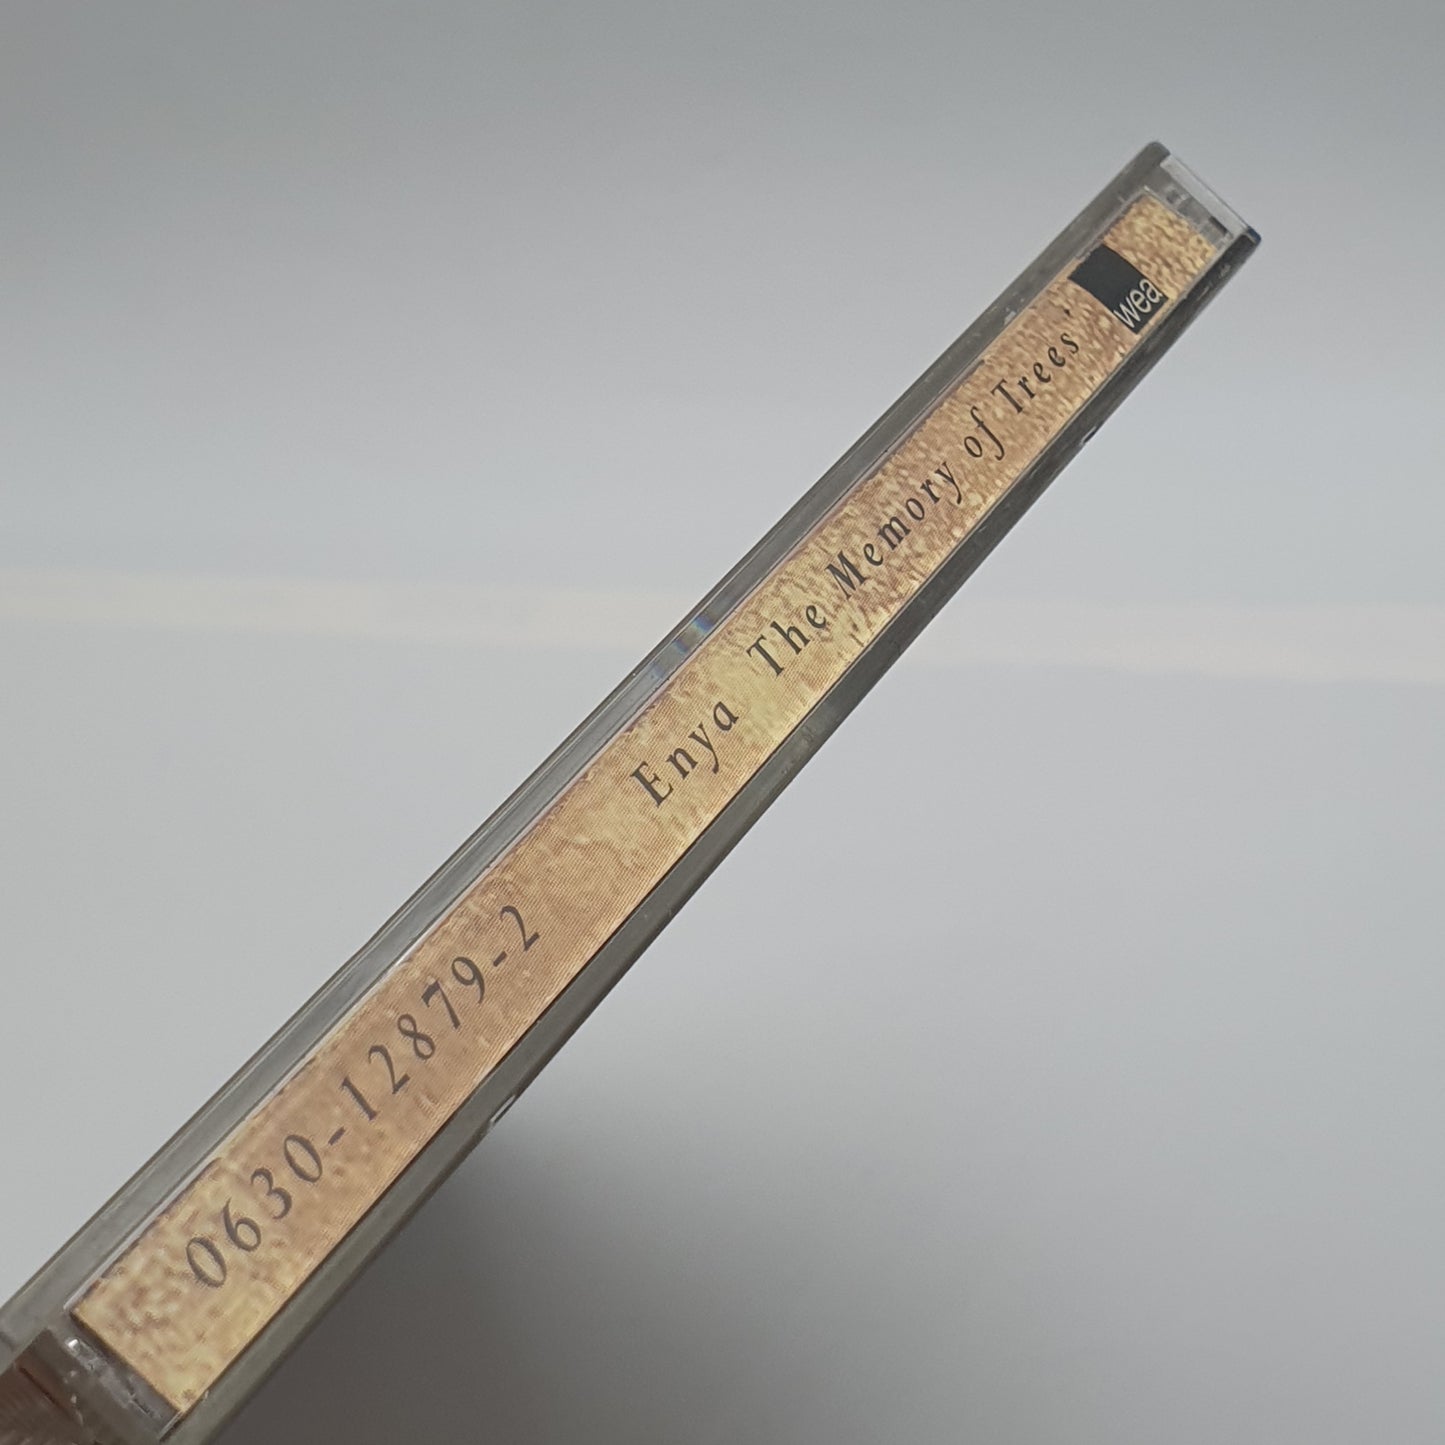 0630-12879-2 Enya The Memory of Trees wea